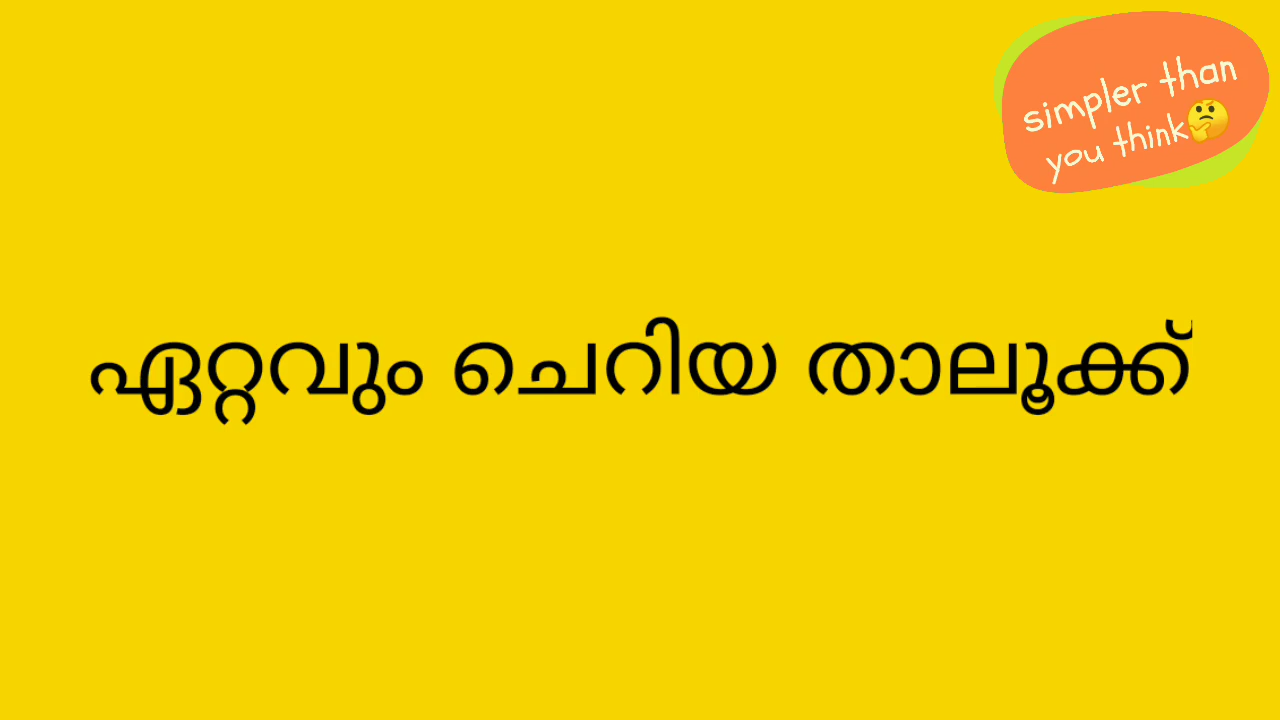 simpler than
you think🤔
ഏറ്റവും ചെറിയ താലൂക്ക്